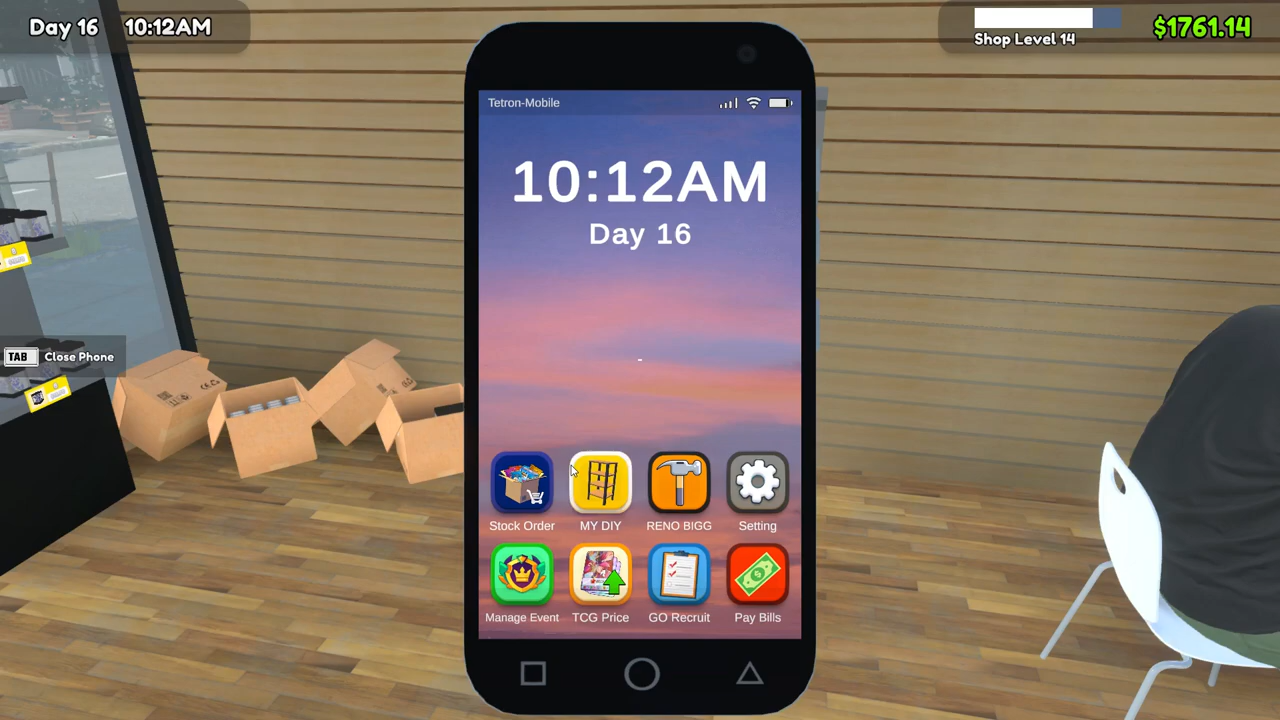 Day 16 10:12AM
Shop Level 14
$1761.14
Tetron-Mobile
10:12AM
Day 16
TAB Close Phone
Stock Order
MY DIY
RENO BIGG
Setting
Manage Event
TCG Price
GO Recruit
Pay Bills